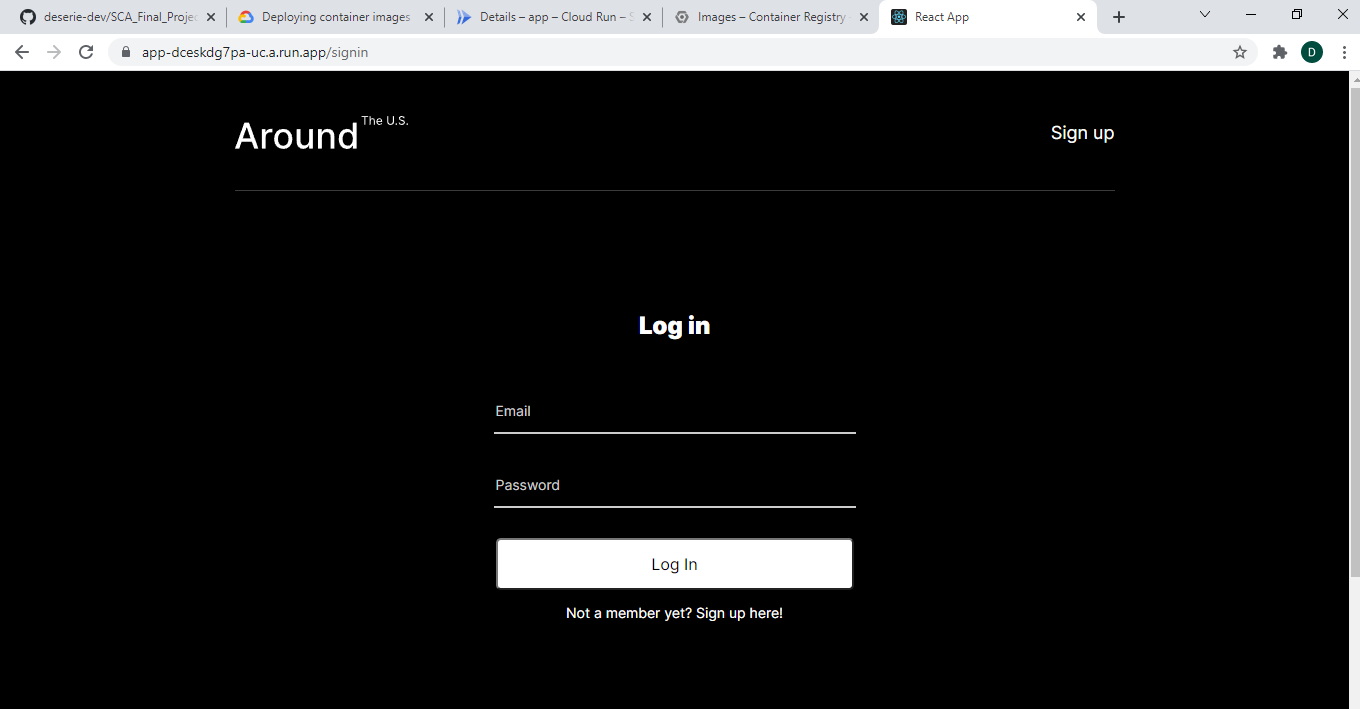 deserie-dev/SCA_Final_Projec
Deploying container images
Details – app – Cloud Run – S
Images – Container Registry
React App
app-dceskdg7pa-uc.a.run.app/signin
D
Around The U.S.
Sign up
Log in
Email
Password
Log In
Not a member yet? Sign up here!